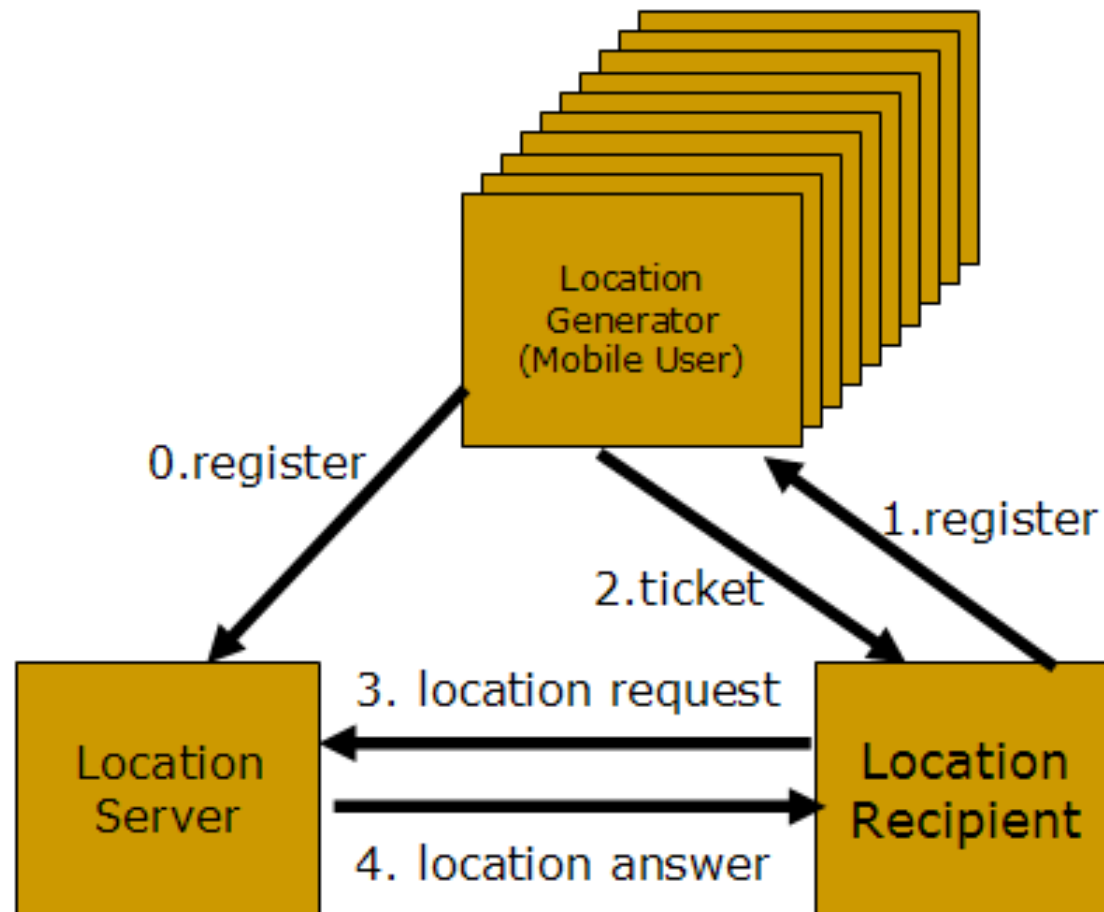 Location
Generator
(Mobile User)
0.register
1.register
2.ticket
3. location request
Location
Server
Location
Recipient
4. location answer